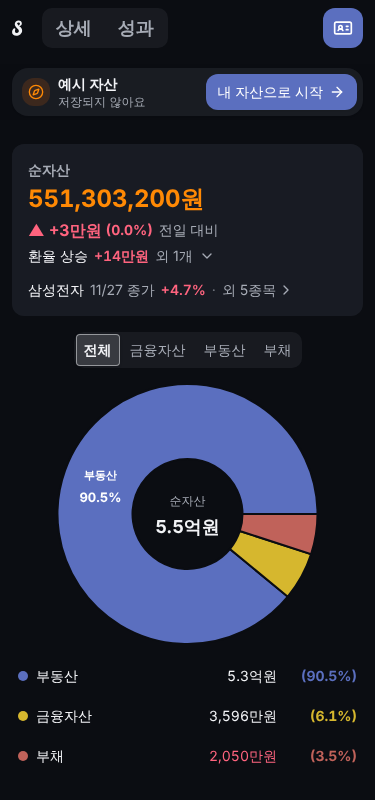 S
상세 성과
예시 자산
저장되지 않아요
내 자산으로 시작 →
순자산
551,303,200원
▲ +3만원 (0.0%) 전일 대비
환율 상승 +14만원 외 1개
삼성전자 11/27 종가 +4.7% · 외 5종목
전체 금융자산 부동산 부채
부동산
90.5%
순자산
5.5억원
부동산 5.3억원 (90.5%)
금융자산 3,596만원 (6.1%)
부채 2,050만원 (3.5%)